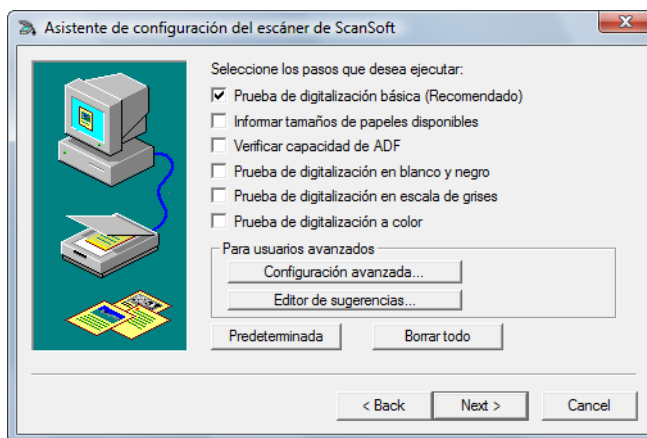 Asistente de configuración del escáner de ScanSoft
Seleccione los pasos que desea ejecutar:
Prueba de digitalización básica (Recomendado)
Informar tamaños de papeles disponibles
Verificar capacidad de ADF
Prueba de digitalización en blanco y negro
Prueba de digitalización en escala de grises
Prueba de digitalización a color
Para usuarios avanzados
Configuración avanzada...
Editor de sugerencias...
Predeterminada Borrar todo
< Back Next > Cancel